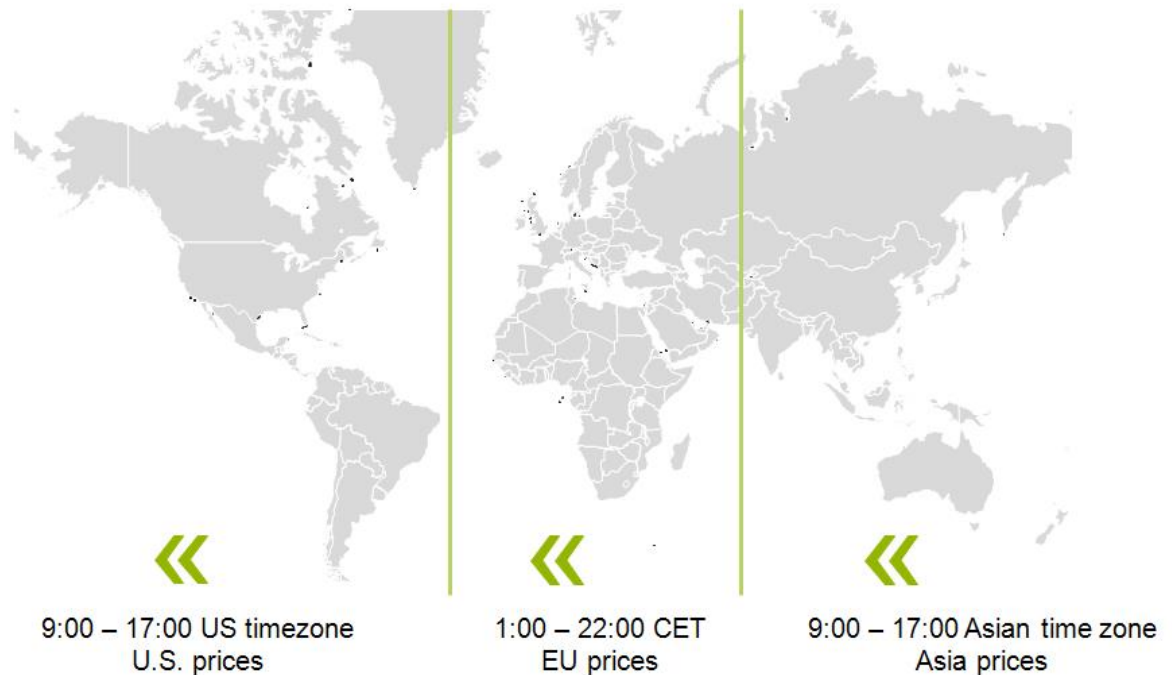 9:00 – 17:00 US timezone
U.S. prices
1:00 – 22:00 CET
EU prices
9:00 – 17:00 Asian time zone
Asia prices